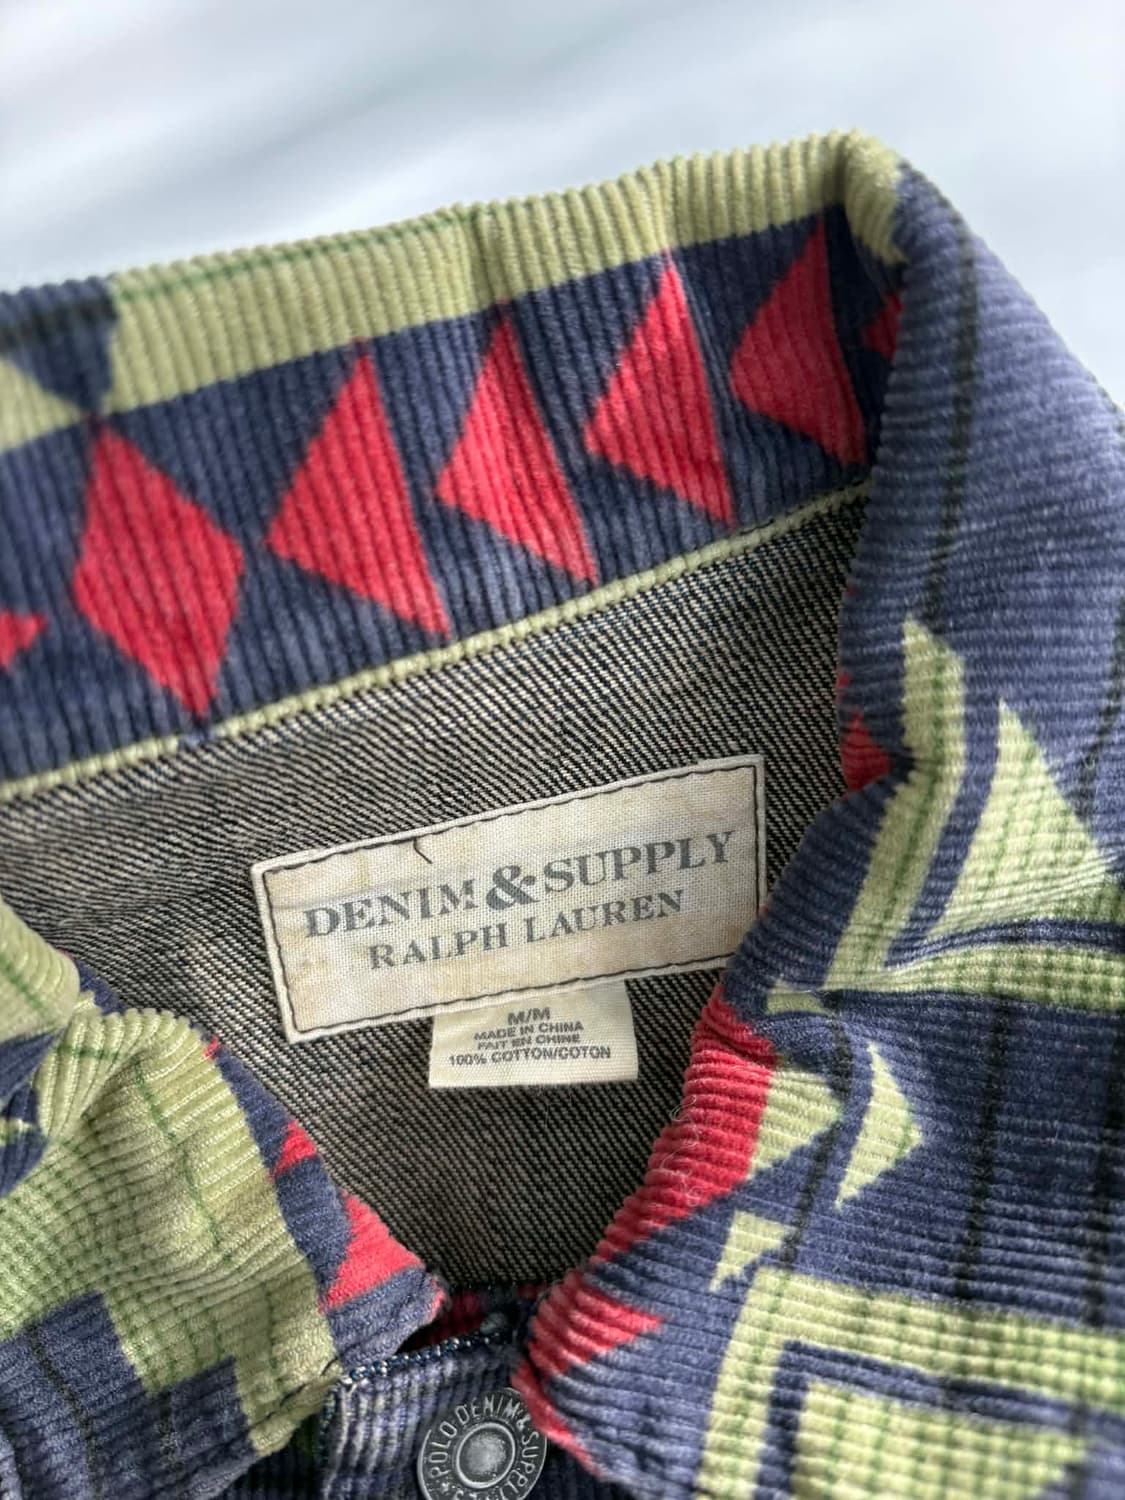 DENIM & SUPPLY
RALPH LAUREN
M/M
MADE IN CHINA
FAIT EN CHINE
100% COTTON/COTON
POLO DENIM & SUPPLY